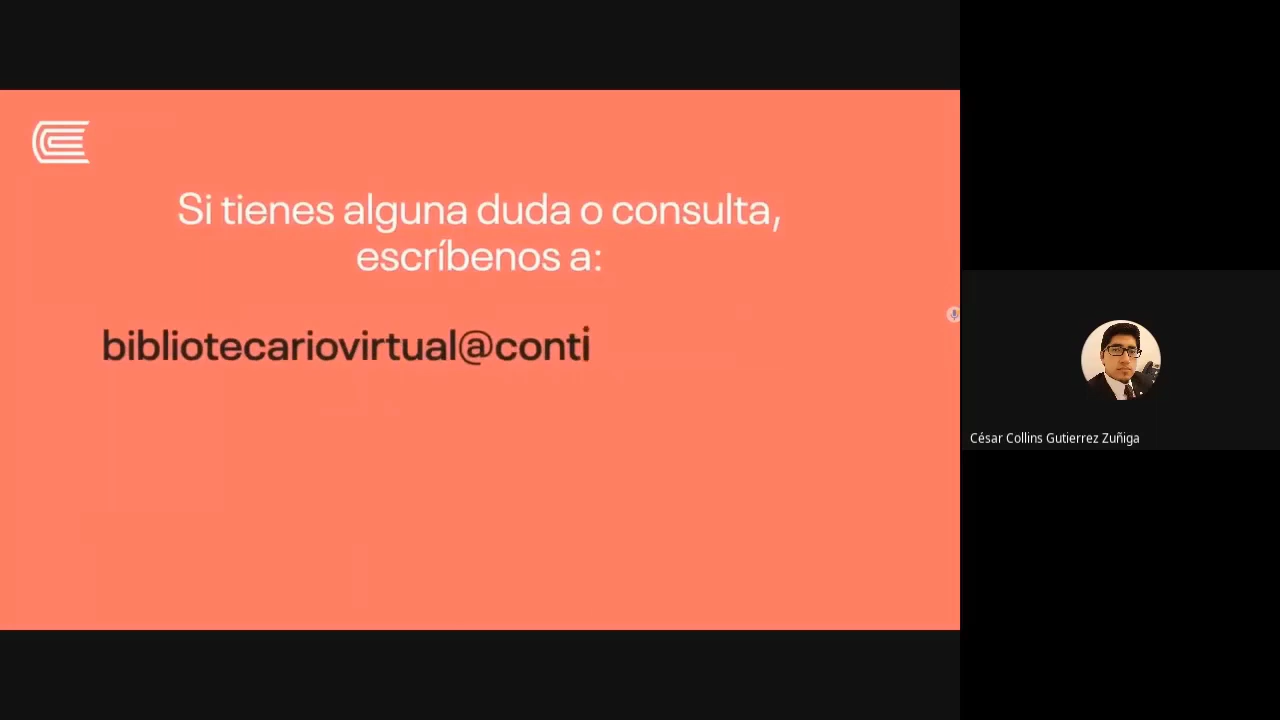 Si tienes alguna duda o consulta,
escríbenos a:
bibliotecariovirtual@conti
César Collins Gutierrez Zuñiga